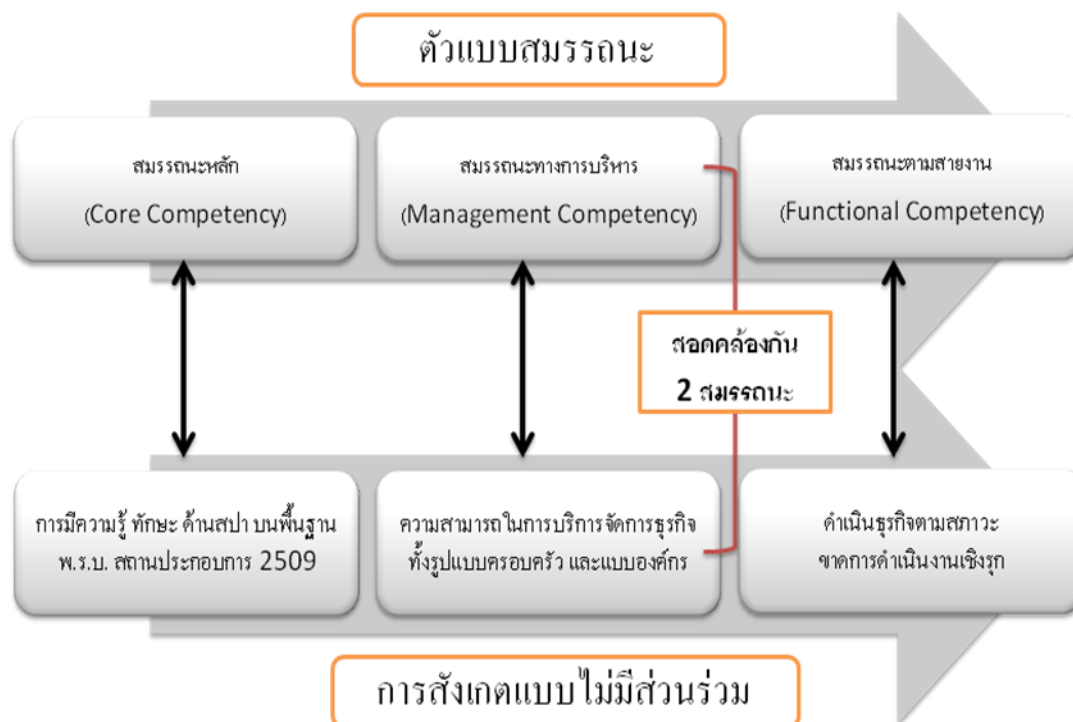 ตัวแบบสมรรถนะ
สมรรถนะหลัก
(Core Competency)
สมรรถนะทางการบริหาร
(Management Competency)
สมรรถนะตามสายงาน
(Functional Competency)
สอดคล้องกัน
2 สมรรถนะ
การมีความรู้ ทักษะ ด้านสปา บนพื้นฐาน
พ.ร.บ. สถานประกอบการ 2509
ความสามารถในการบริการจัดการธุรกิจ
ทั้งรูปแบบครอบครัว และแบบองค์กร
ดำเนินธุรกิจตามสภาวะ
ขาดการดำเนินงานเชิงรุก
การสังเกตแบบไม่มีส่วนร่วม